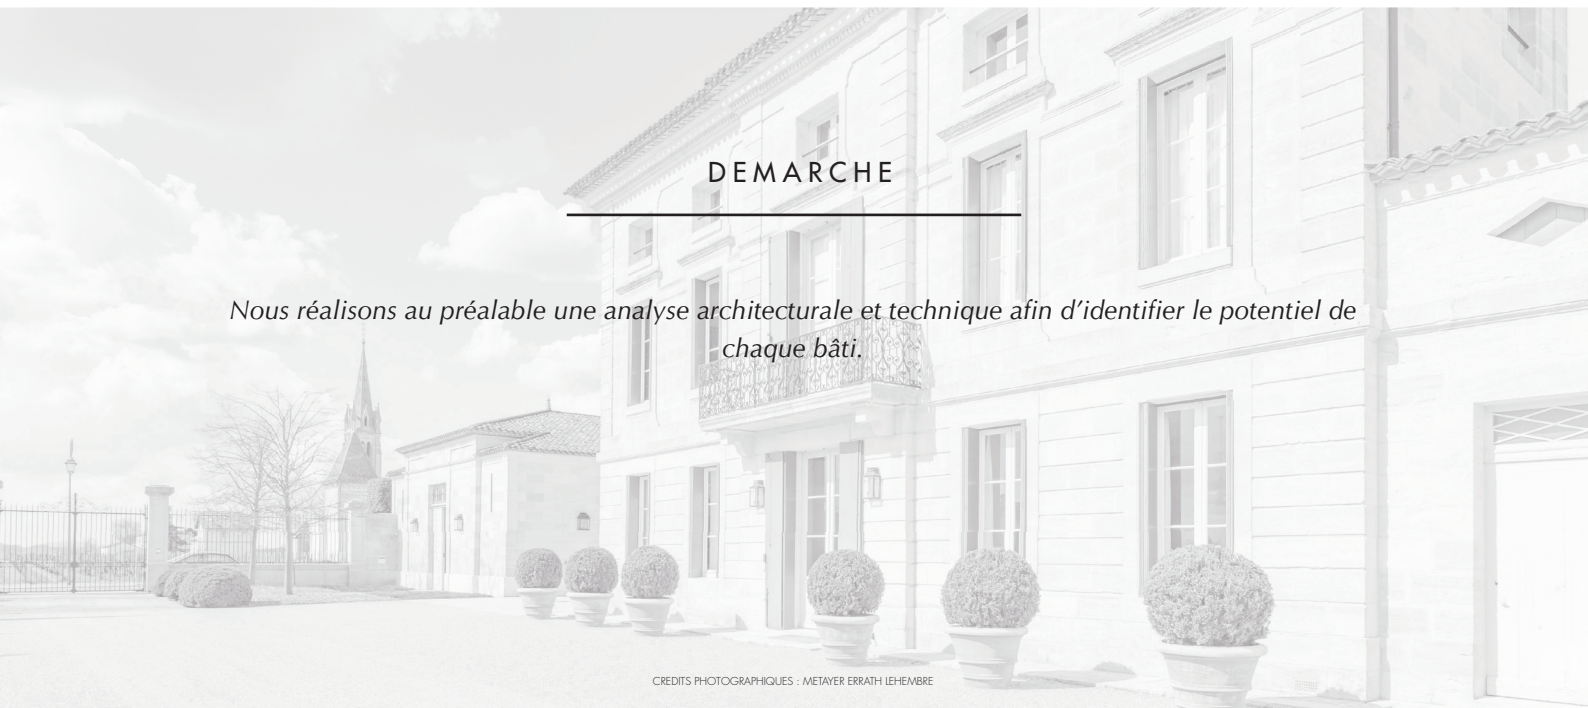 DEMARCHE
Nous réalisons au préalable une analyse architecturale et technique afin d’identifier le potentiel de
chaque bâti.
CREDITS PHOTOGRAPHIQUES : METAYER ERRATH LEHEMBRE